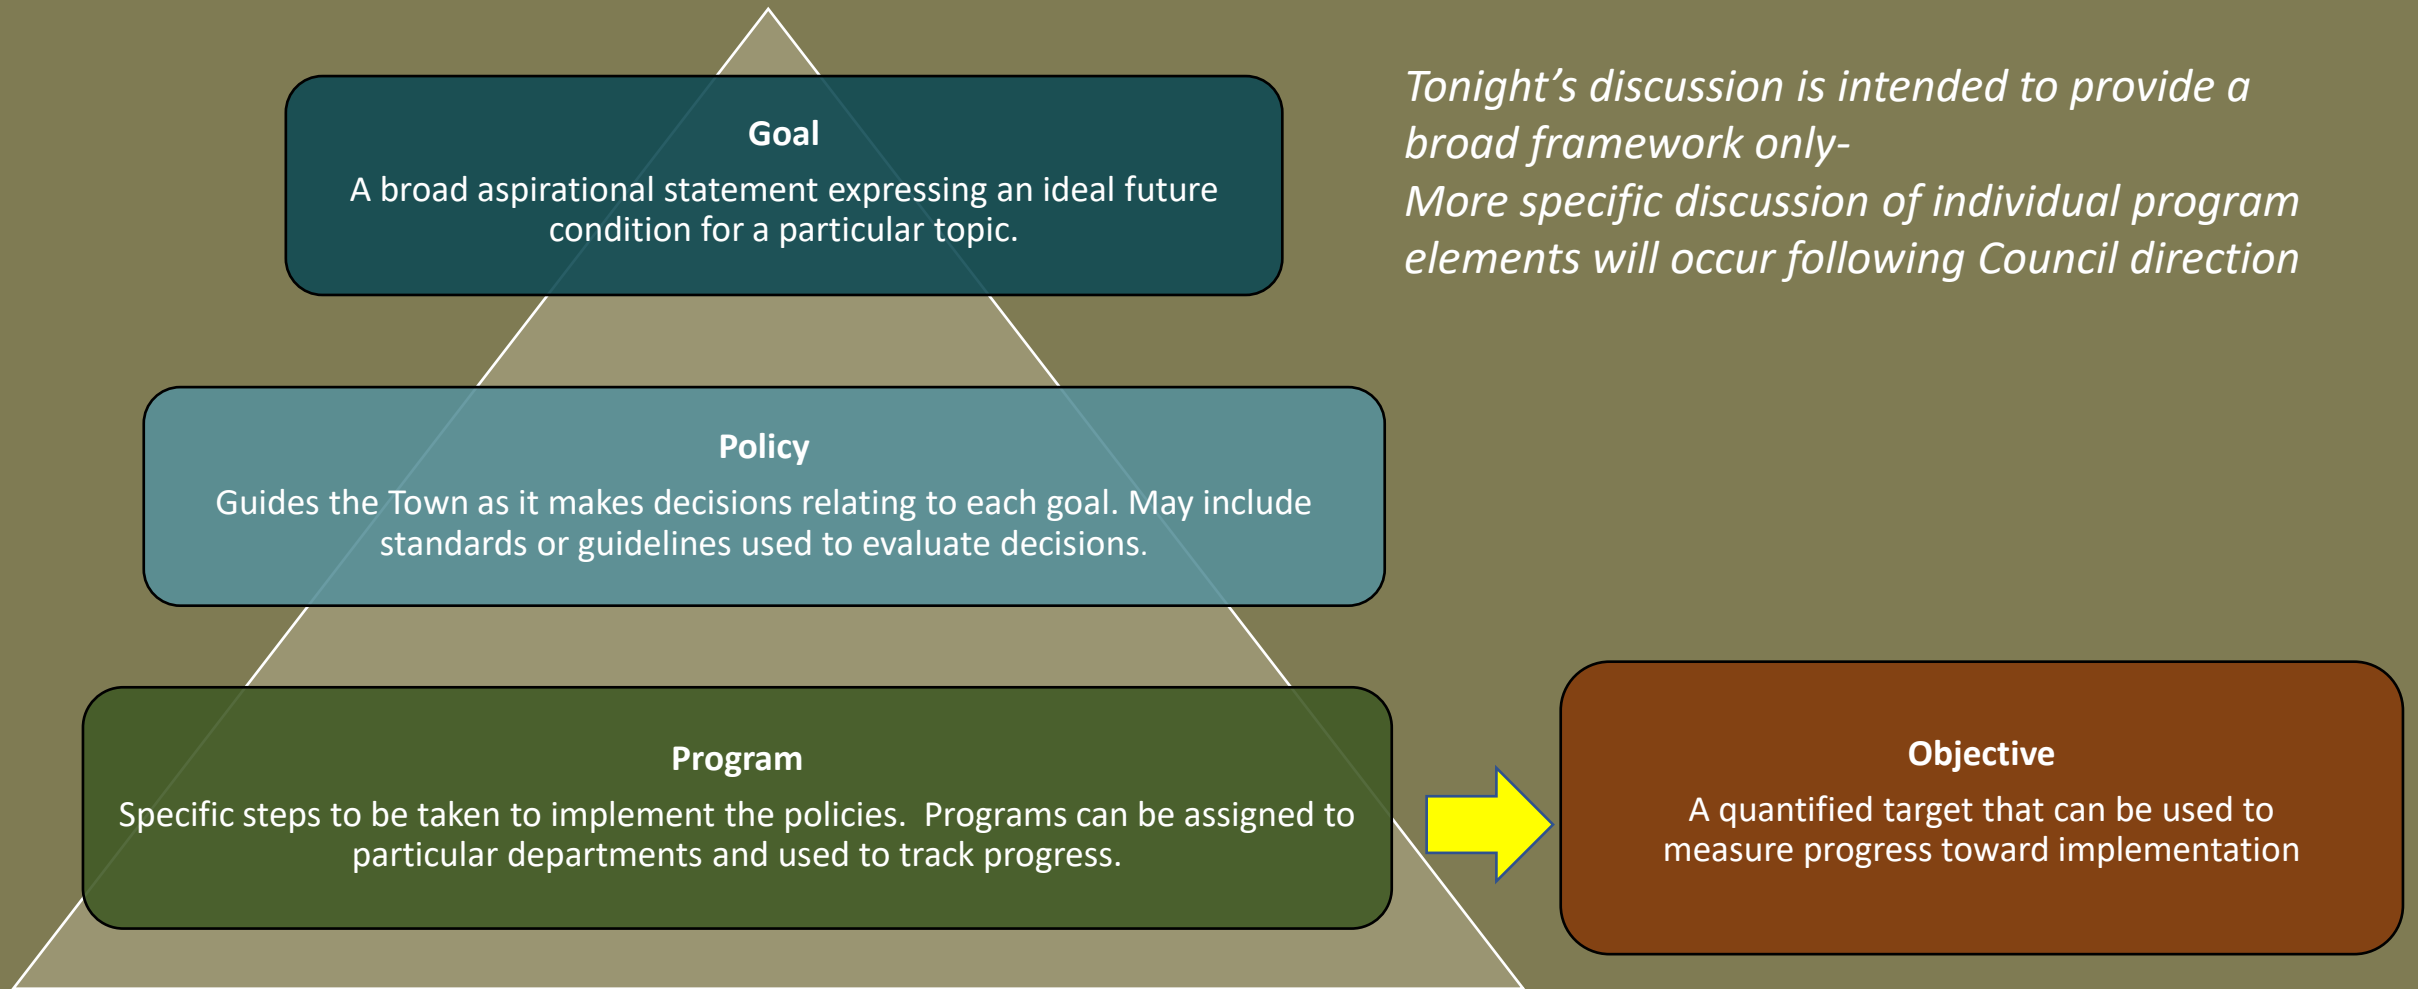 Goal
A broad aspirational statement expressing an ideal future
condition for a particular topic.
Tonight’s discussion is intended to provide a
broad framework only-
More specific discussion of individual program
elements will occur following Council direction
Policy
Guides the Town as it makes decisions relating to each goal. May include
standards or guidelines used to evaluate decisions.
Program
Specific steps to be taken to implement the policies.  Programs can be assigned to
particular departments and used to track progress.
Objective
A quantified target that can be used to
measure progress toward implementation